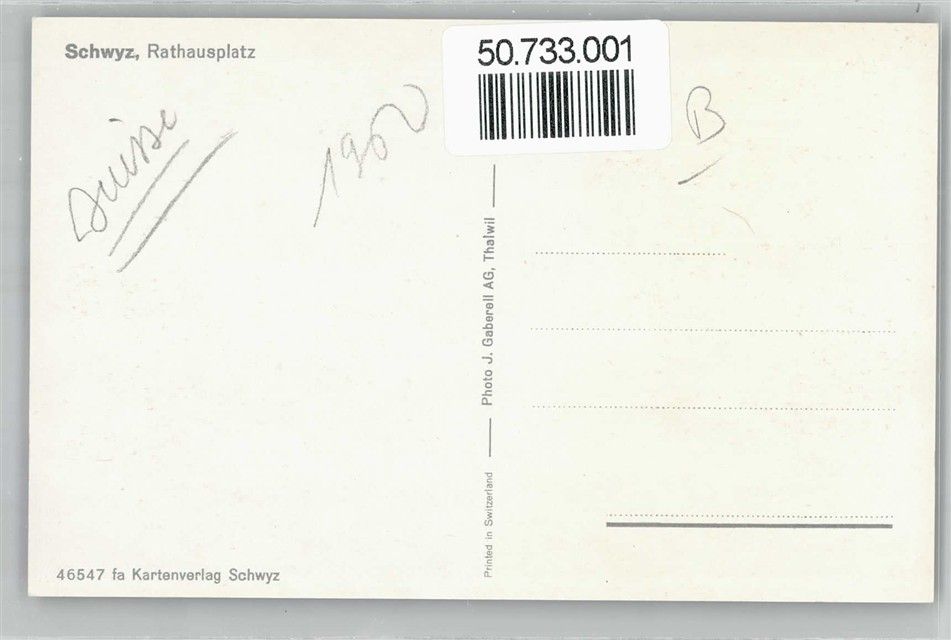 Schwyz, Rathausplatz
50.733.001
Suisse
1950
B
Photo J. Gaberell AG, Thalwil
Printed in Switzerland
46547 fa Kartenverlag Schwyz